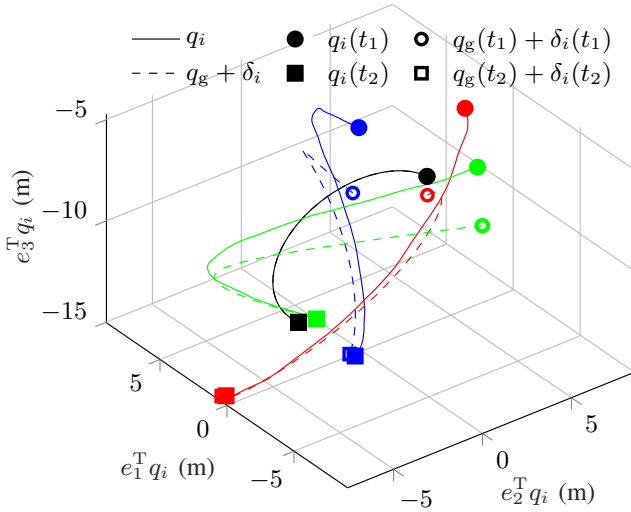 q_i q_i(t_1) q_g(t_1) + δ_i(t_1)
q_g + δ_i q_i(t_2) q_g(t_2) + δ_i(t_2)
−5
−10
−15
e_3^T q_i (m)
5
0
−5
e_1^T q_i (m)
−5
0
5
e_2^T q_i (m)